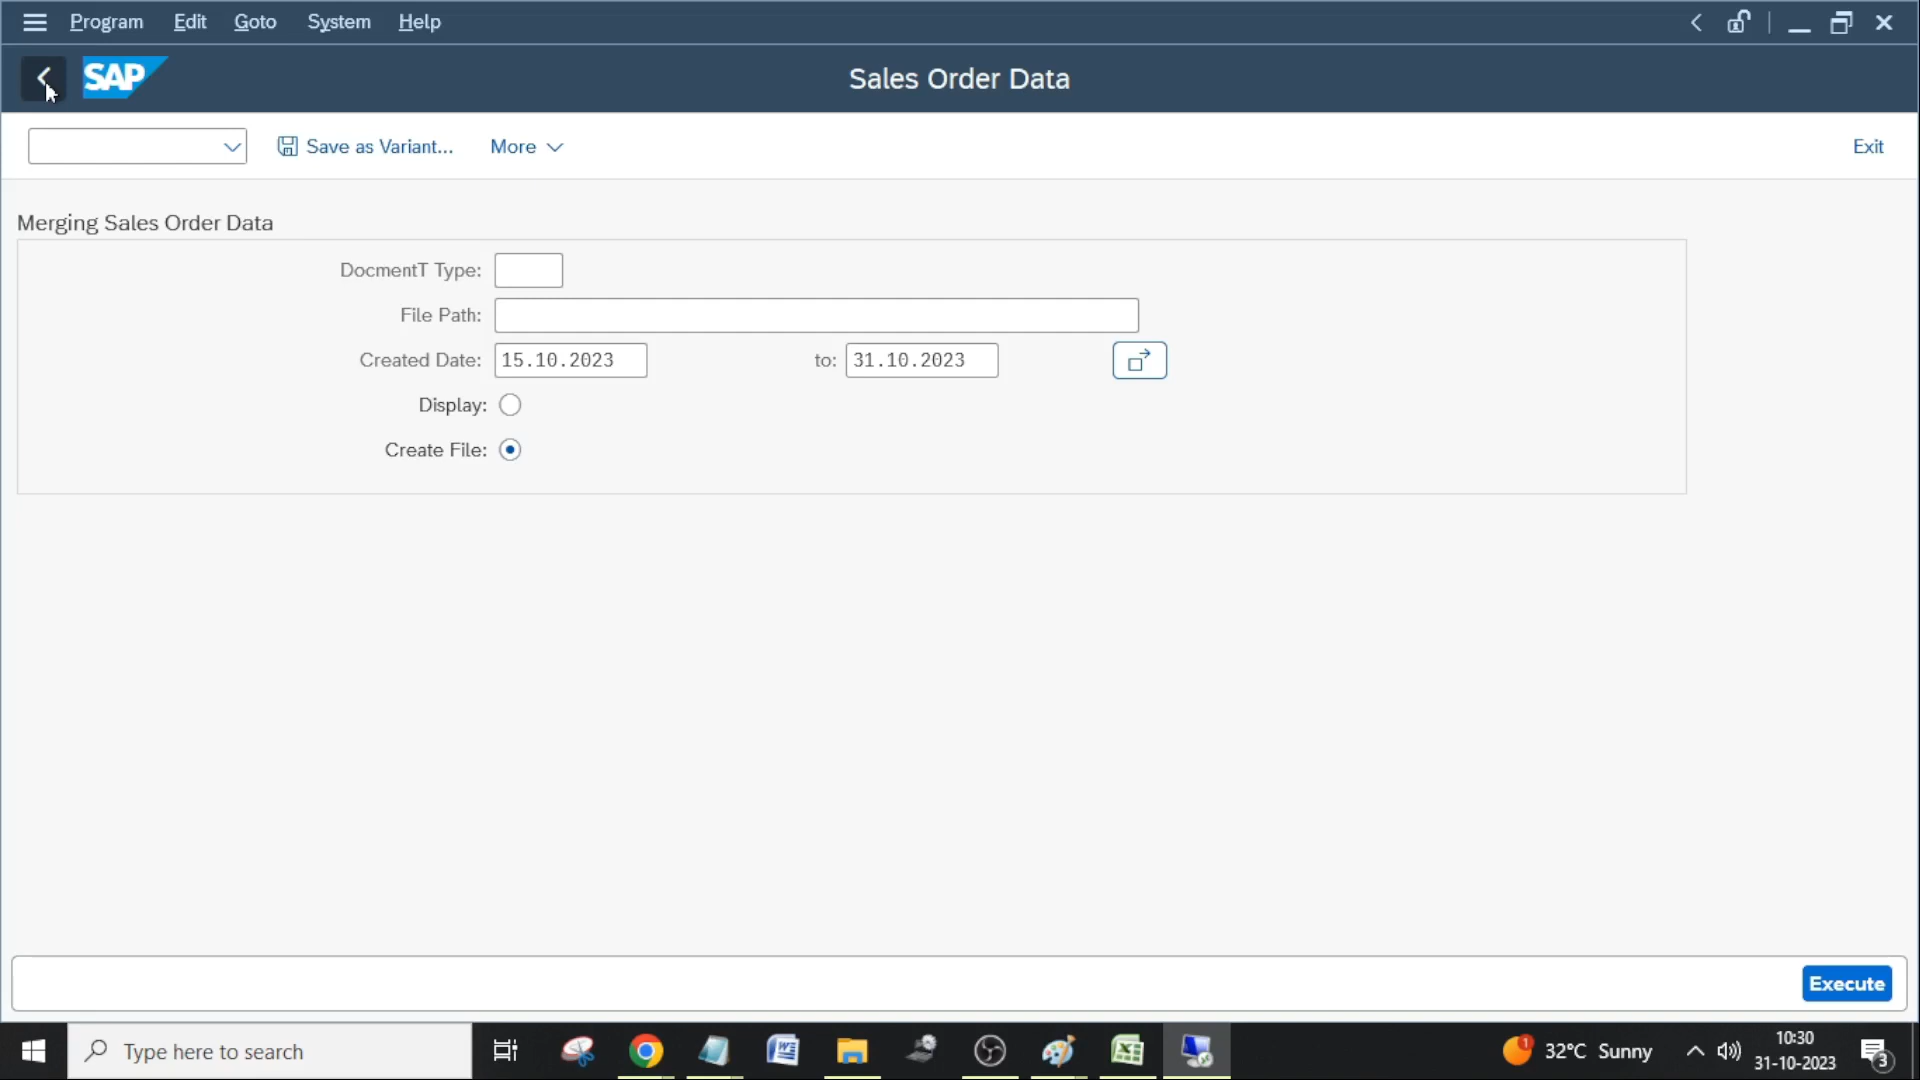 Program Edit Goto System Help
SAP Sales Order Data
Save as Variant... More Exit
Merging Sales Order Data
DocmentT Type:
File Path:
Created Date: 15.10.2023 to: 31.10.2023
Display:
Create File:
Execute
Type here to search 1 32°C Sunny 10:30
31-10-2023 3